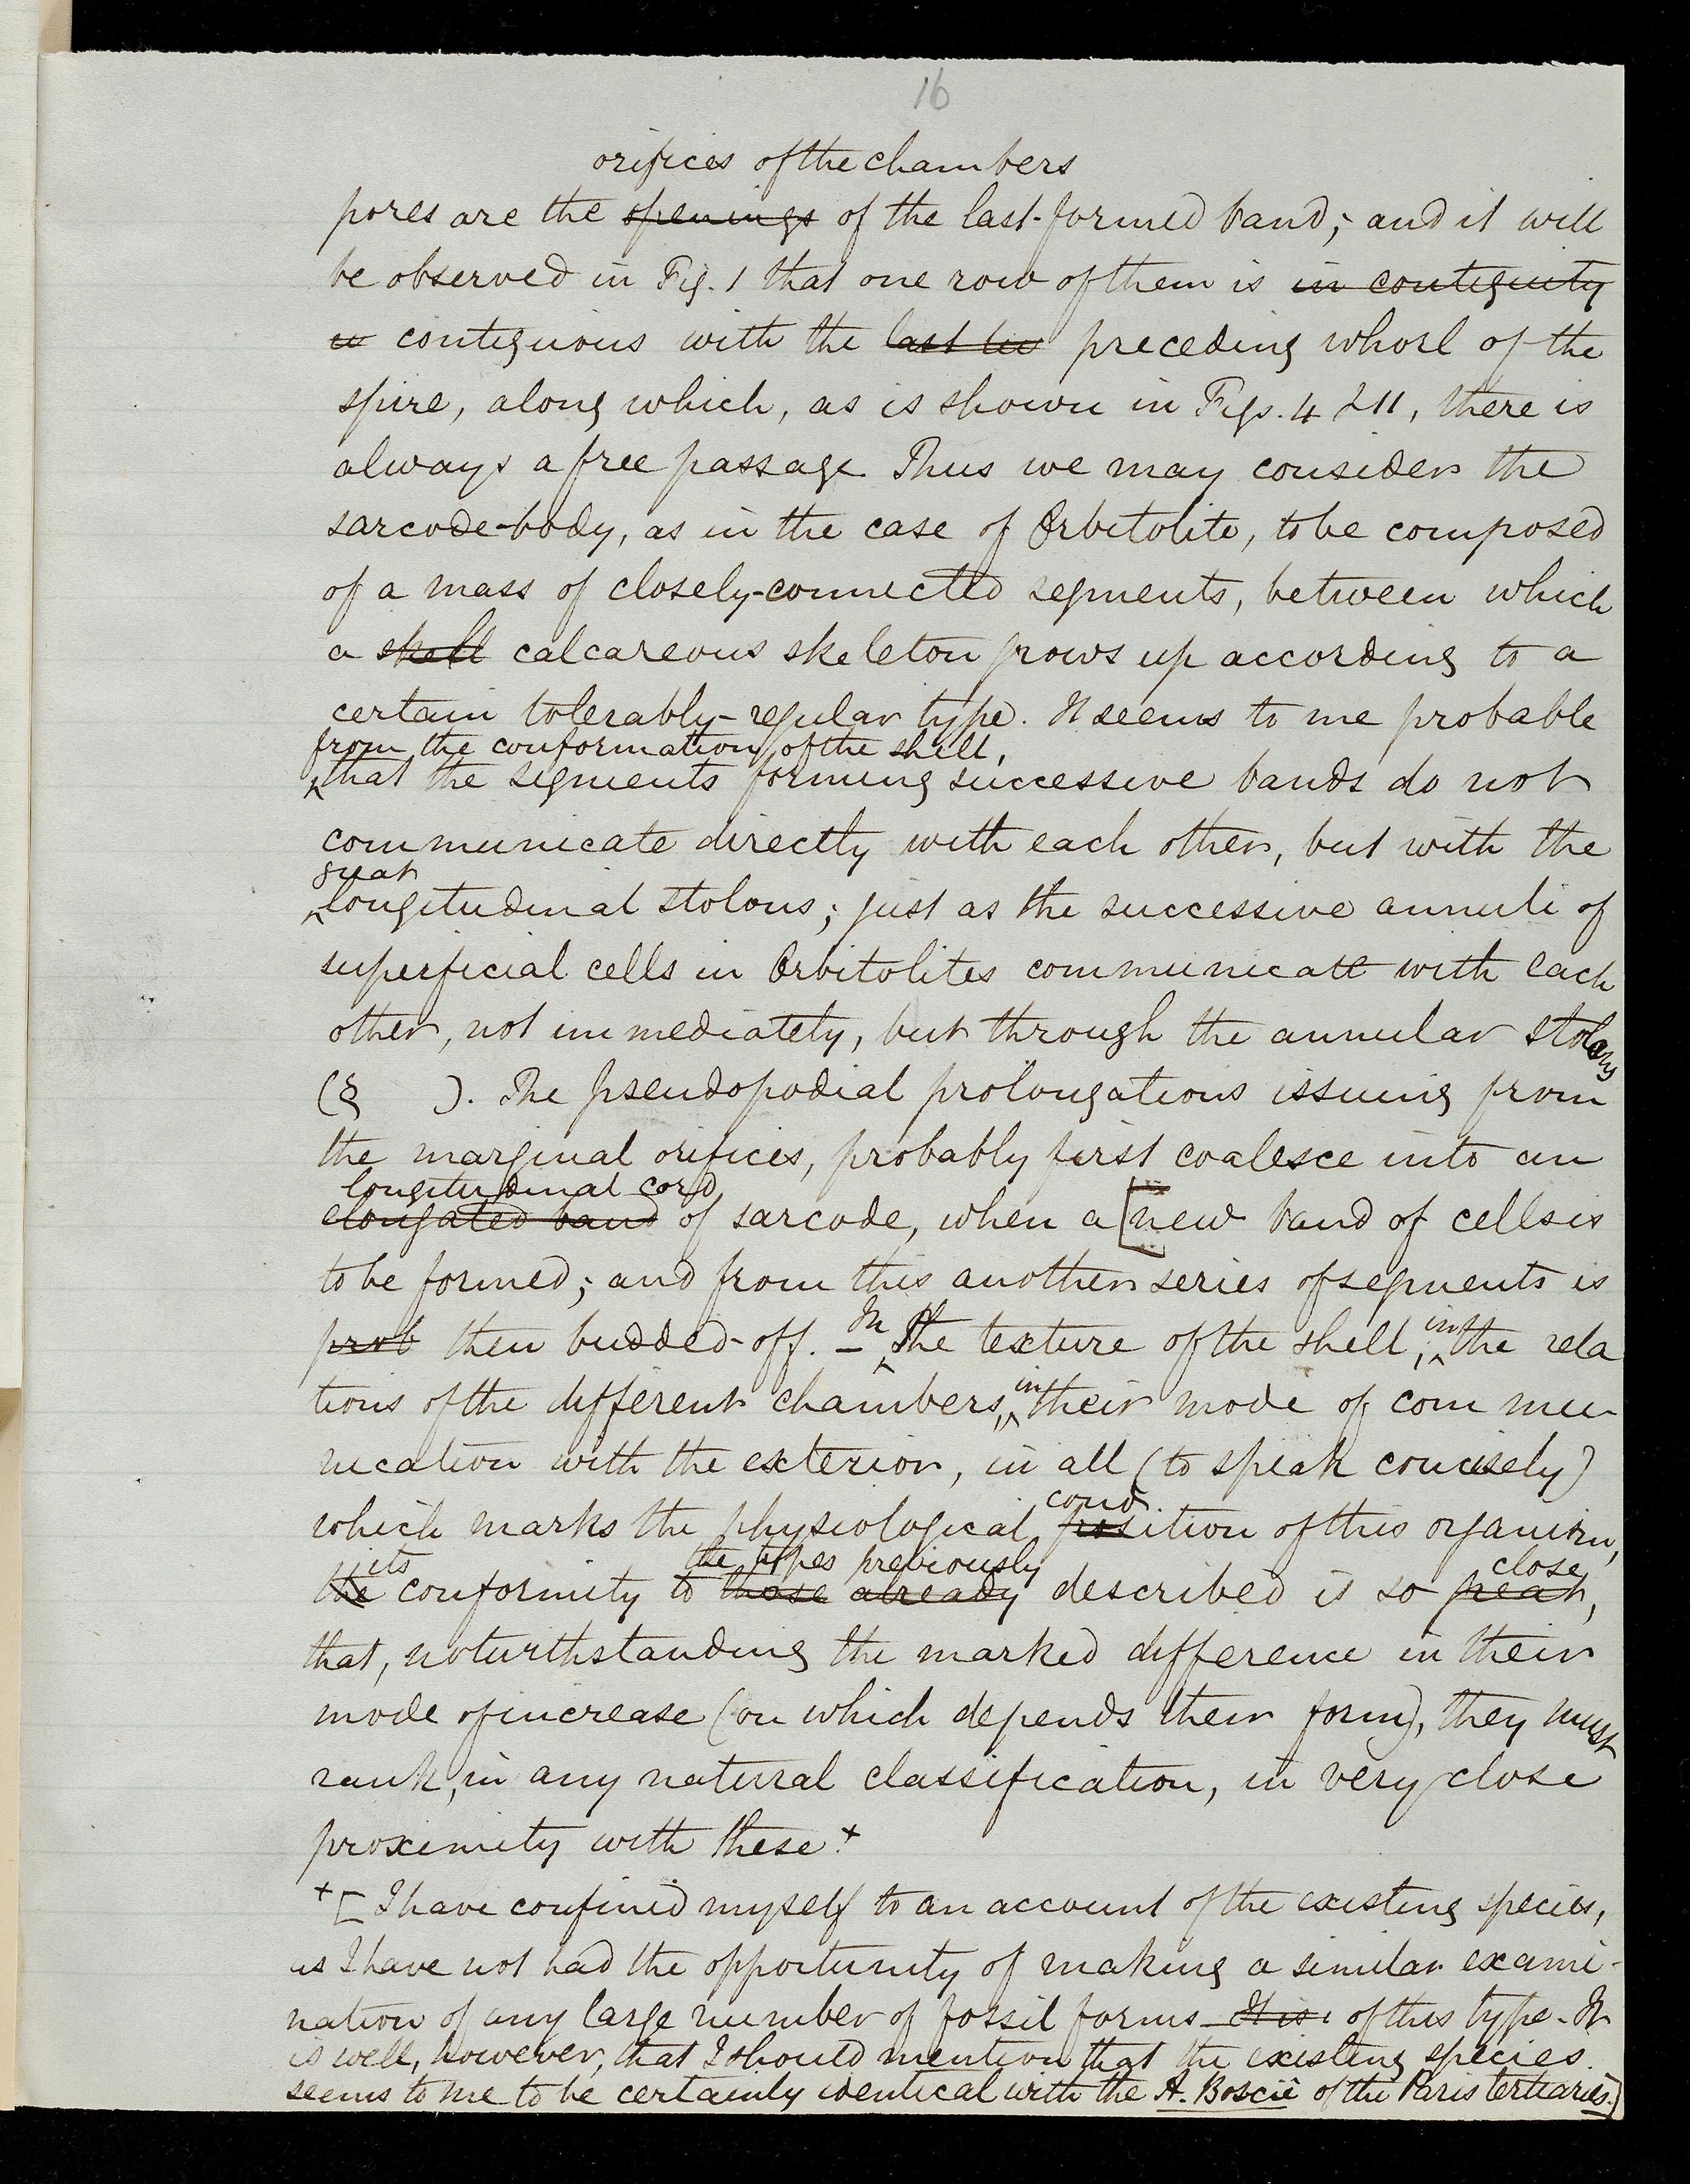 16
orifices of the chambers
pores are the openings of the last-formed band; and it will
be observed in Fig. 1 that one row of them is in contiguity
contiguous with the last preceding whorl of the
spire, along which, as is shown in Figs. 4 & 11, there is
always a free passage. Thus we may consider the
sarcode-body, as in the case of Orbitolite, to be composed
of a mass of closely-connected segments, between which
a shell calcareous skeleton grows up according to a
certain tolerably-regular type. It seems to me probable
from the conformation of the shell,
that the segments forming successive bands do not
communicate directly with each other, but with the
great
longitudinal stolons; just as the successive annuli of
superficial cells in Orbitolites communicate with each
other, not immediately, but through the annular stolons
(§ ). The pseudopodial prolongations issuing from
the marginal orifices, probably first coalesce into an
longitudinal cord
elongated band of sarcode, when a [new band of cells is
to be formed; and from this another series of segments is
In in
prob then budded-off. – The texture of the shell, the rela
in
tions of the different chambers, their mode of commu-
nication with the exterior, in all (to speak concisely)
cond
which marks the physiological position of this organism,
its the types previously close
the conformity to those already described is so great,
that, notwithstanding the marked difference in their
mode of increase (on which depends their form), they must
rank, in any natural classification, in very close
proximity with these.+
+ [I have confined myself to an account of the existing species,
as I have not had the opportunity of making a similar exami-
nation of any large number of fossil forms It is of this type. It
is well, however, that I should mention that the existing species
seems to me to be certainly identical with the A. Boscii of the Paris tertiaries.]